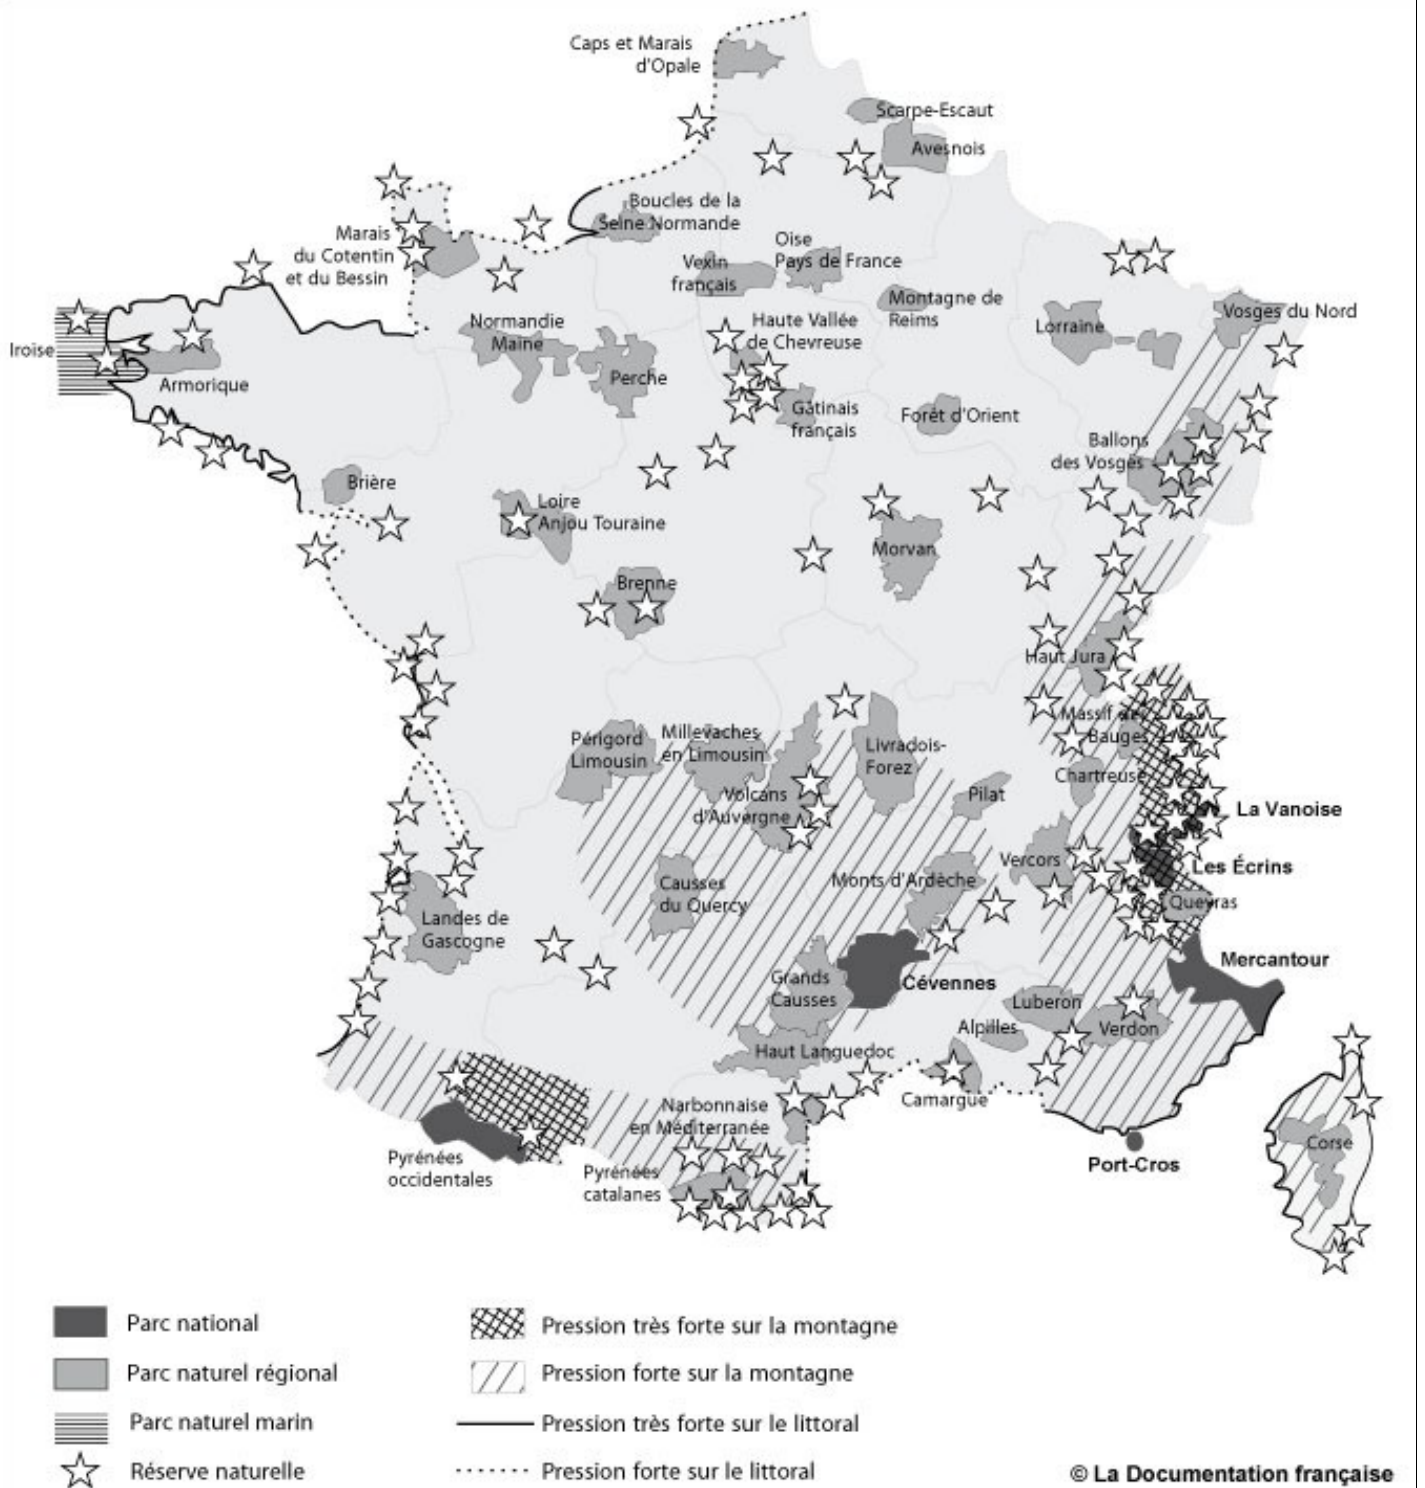 Caps et Marais
d'Opale
Scarpe-Escaut
Avesnois
Boucles de la
Seine Normande
Marais
du Cotentin
et du Bessin
Oise
Pays de France
Vexin
français
Montagne de
Reims
Lorraine
Vosges du Nord
Normandie
Maine
Haute Vallée
de Chevreuse
Iroise
Armorique
Perche
Gâtinais
français
Forêt d'Orient
Ballons
des Vosges
Brière
Loire
Anjou Touraine
Morvan
Brenne
Haut Jura
Massif des
Bauges
Périgord
Limousin
Millevaches
en Limousin
Livradois-
Forez
Volcans
d'Auvergne
Pilat
Chartreuse
La Vanoise
Vercors
Les Écrins
Monts d'Ardèche
Causses
du Quercy
Queyras
Landes de
Gascogne
Mercantour
Grands
Causses
Cévennes
Luberon
Alpilles
Verdon
Haut Languedoc
Camargue
Narbonnaise
en Méditerranée
Corse
Port-Cros
Pyrénées
occidentales
Pyrénées
catalanes
Parc national
Parc naturel régional
Parc naturel marin
Réserve naturelle
Pression très forte sur la montagne
Pression forte sur la montagne
Pression très forte sur le littoral
Pression forte sur le littoral
© La Documentation française